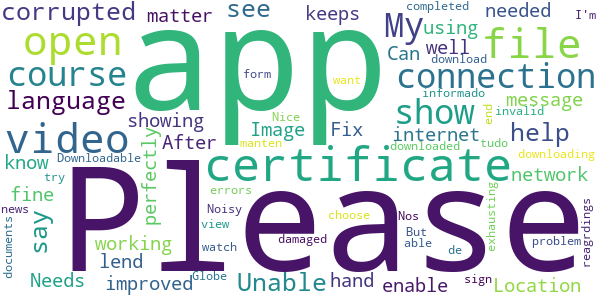 corrupted matter see keeps My needed completed I'm
open app Can using well download file
course form want connection
language showing Image Fix internet show message informado invalid
After Nice manten downloaded tudo end
video certificate help
know Downloadable perfectly Please downloading network
fine try errors Noisy choose But Nos able exhausting
say working or view
news documents lend watch damaged de problem reagrdings
Needs improved Globe Unable hand enable sign Location